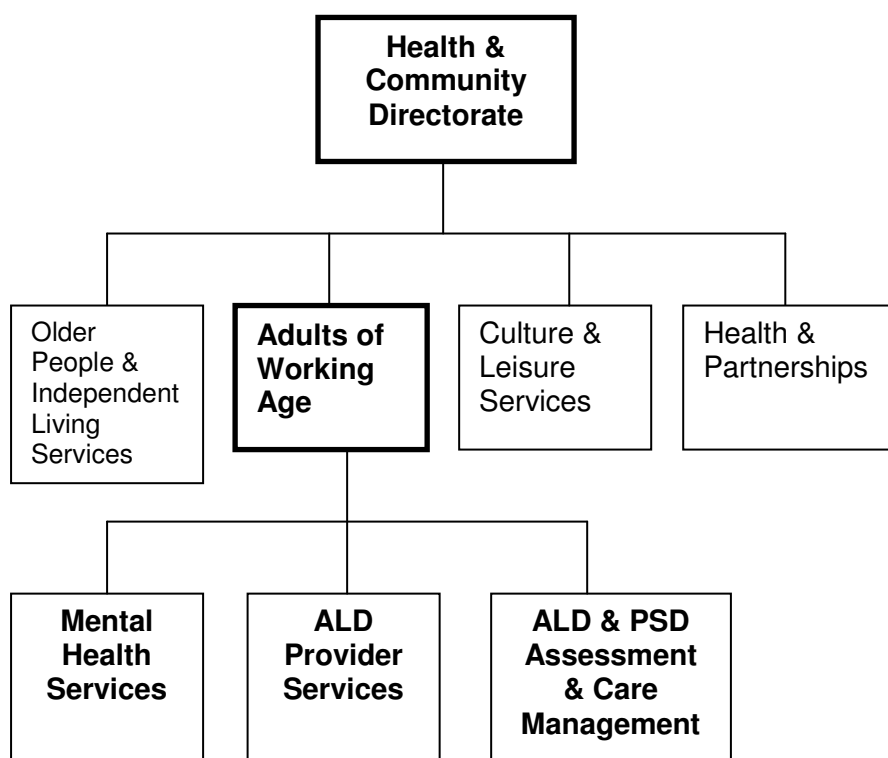 Health &
Community
Directorate
Older
People &
Independent
Living
Services
Adults of
Working
Age
Culture &
Leisure
Services
Health &
Partnerships
Mental
Health
Services
ALD
Provider
Services
ALD & PSD
Assessment
& Care
Management